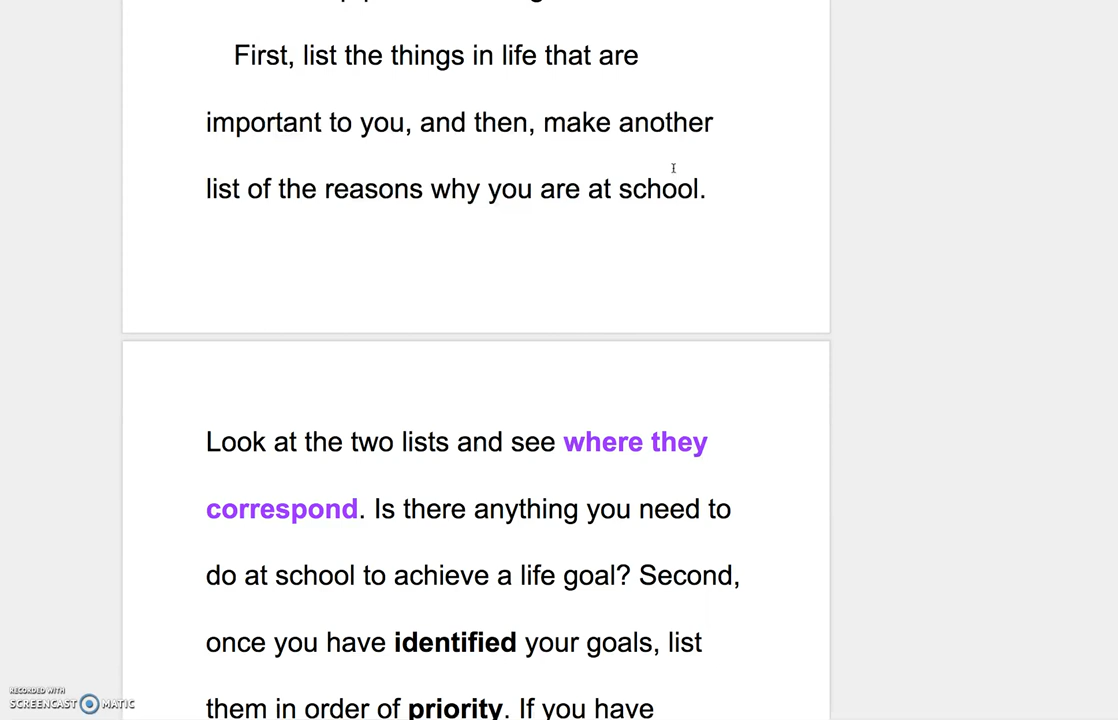 First, list the things in life that are
important to you, and then, make another
list of the reasons why you are at school.
Look at the two lists and see where they
correspond. Is there anything you need to
do at school to achieve a life goal? Second,
once you have identified your goals, list
them in order of priority. If you have
RECORDED WITH
SCREENCAST MATIC